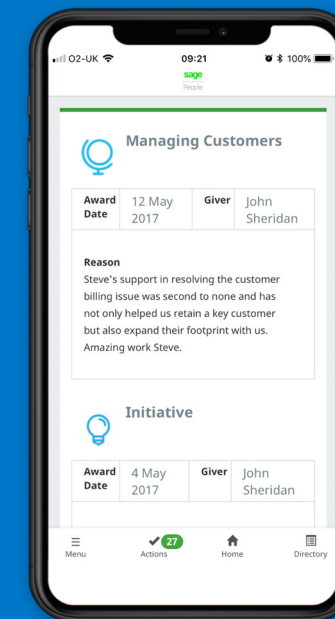 O2-UK 09:21 100%
sage
People
Managing Customers
Award Date 12 May 2017 Giver John Sheridan
Reason
Steve's support in resolving the customer
billing issue was second to none and has
not only helped us retain a key customer
but also expand their footprint with us.
Amazing work Steve.
Initiative
Award Date 4 May 2017 Giver John Sheridan
27
Menu Actions Home Directory